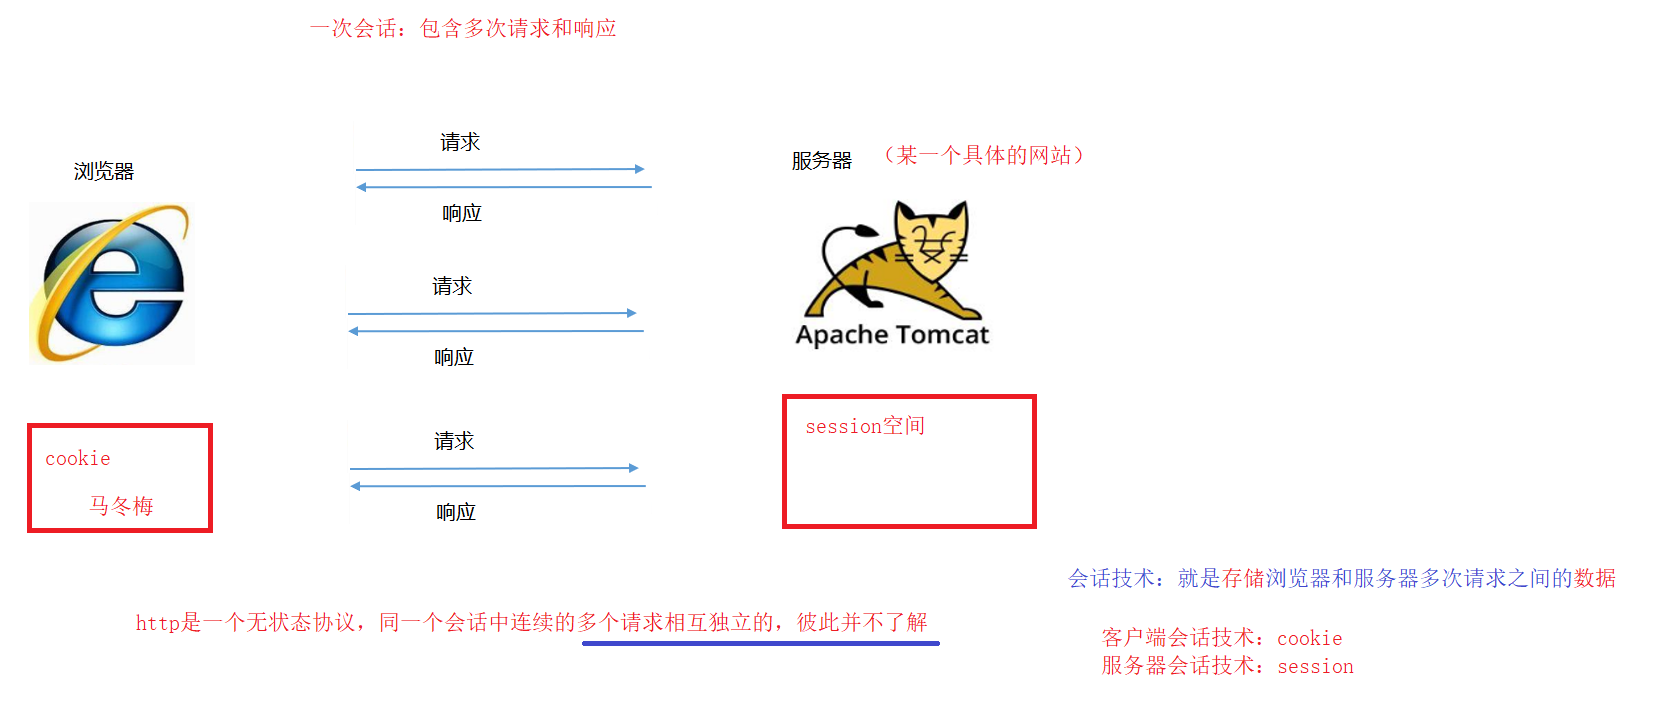 一次会话：包含多次请求和响应
请求
浏览器
服务器
（某一个具体的网站）
响应
请求
Apache Tomcat
响应
session空间
请求
cookie
马冬梅
响应
会话技术：就是存储浏览器和服务器多次请求之间的数据
http是一个无状态协议，同一个会话中连续的多个请求相互独立的，彼此并不了解
客户端会话技术：cookie
服务器会话技术：session